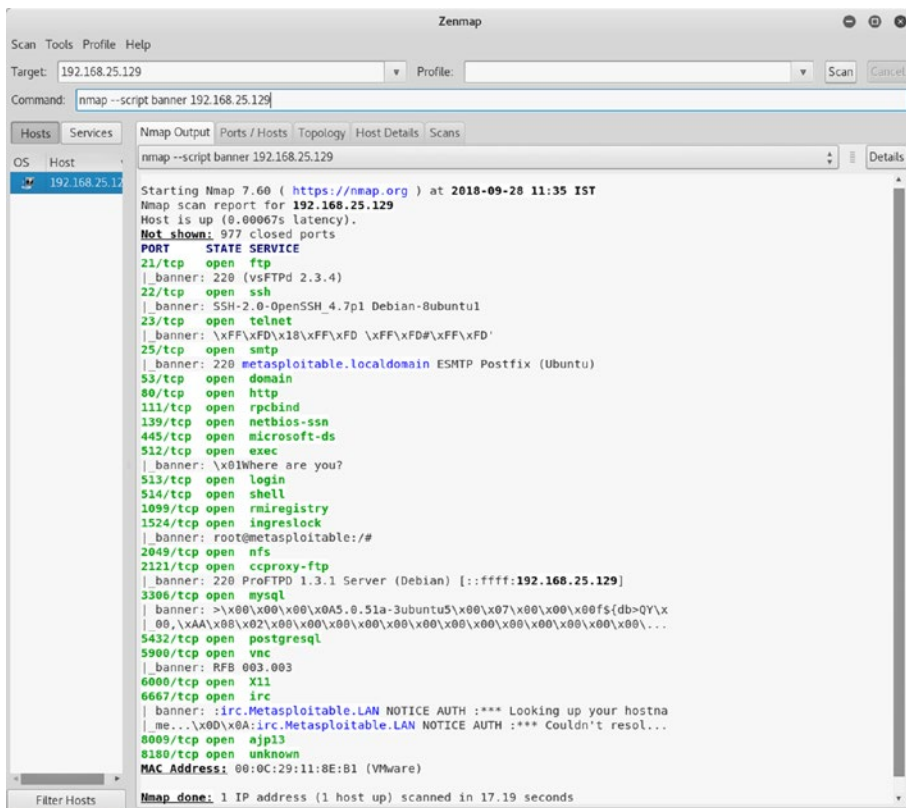 Zenmap
Scan Tools Profile Help
Target: 192.168.25.129 Profile: Scan Cancel
Command: nmap --script banner 192.168.25.129
Hosts Services Nmap Output Ports / Hosts Topology Host Details Scans
OS Host nmap --script banner 192.168.25.129 Details
192.168.25.12
Starting Nmap 7.60 ( https://nmap.org ) at 2018-09-28 11:35 IST
Nmap scan report for 192.168.25.129
Host is up (0.00067s latency).
Not shown: 977 closed ports
PORT STATE SERVICE
21/tcp open ftp
|_banner: 220 (vsFTPd 2.3.4)
22/tcp open ssh
|_banner: SSH-2.0-OpenSSH_4.7p1 Debian-8ubuntu1
23/tcp open telnet
|_banner: \xFF\xFD\x18\xFF\xFD \xFF\xFD#\xFF\xFD'
25/tcp open smtp
|_banner: 220 metasploitable.localdomain ESMTP Postfix (Ubuntu)
53/tcp open domain
80/tcp open http
111/tcp open rpcbind
139/tcp open netbios-ssn
445/tcp open microsoft-ds
512/tcp open exec
|_banner: \x01Where are you?
513/tcp open login
514/tcp open shell
1099/tcp open rmiregistry
1524/tcp open ingreslock
|_banner: root@metasploitable:/#
2049/tcp open nfs
2121/tcp open ccproxy-ftp
|_banner: 220 ProFTPD 1.3.1 Server (Debian) [::ffff:192.168.25.129]
3306/tcp open mysql
| banner: >\x00\x00\x00\x0A5.0.51a-3ubuntu5\x00\x07\x00\x00\x00f${db>QY\x
|_00,\xAA\x08\x02\x00\x00\x00\x00\x00\x00\x00\x00\x00\x00\x00\x00\x00\...
5432/tcp open postgresql
5900/tcp open vnc
|_banner: RFB 003.003
6000/tcp open X11
6667/tcp open irc
| banner: :irc.Metasploitable.LAN NOTICE AUTH :*** Looking up your hostna
|_me...\x0D\x0A:irc.Metasploitable.LAN NOTICE AUTH :*** Couldn't resol...
8009/tcp open ajp13
8180/tcp open unknown
MAC Address: 00:0C:29:11:8E:B1 (VMware)
Nmap done: 1 IP address (1 host up) scanned in 17.19 seconds
Filter Hosts